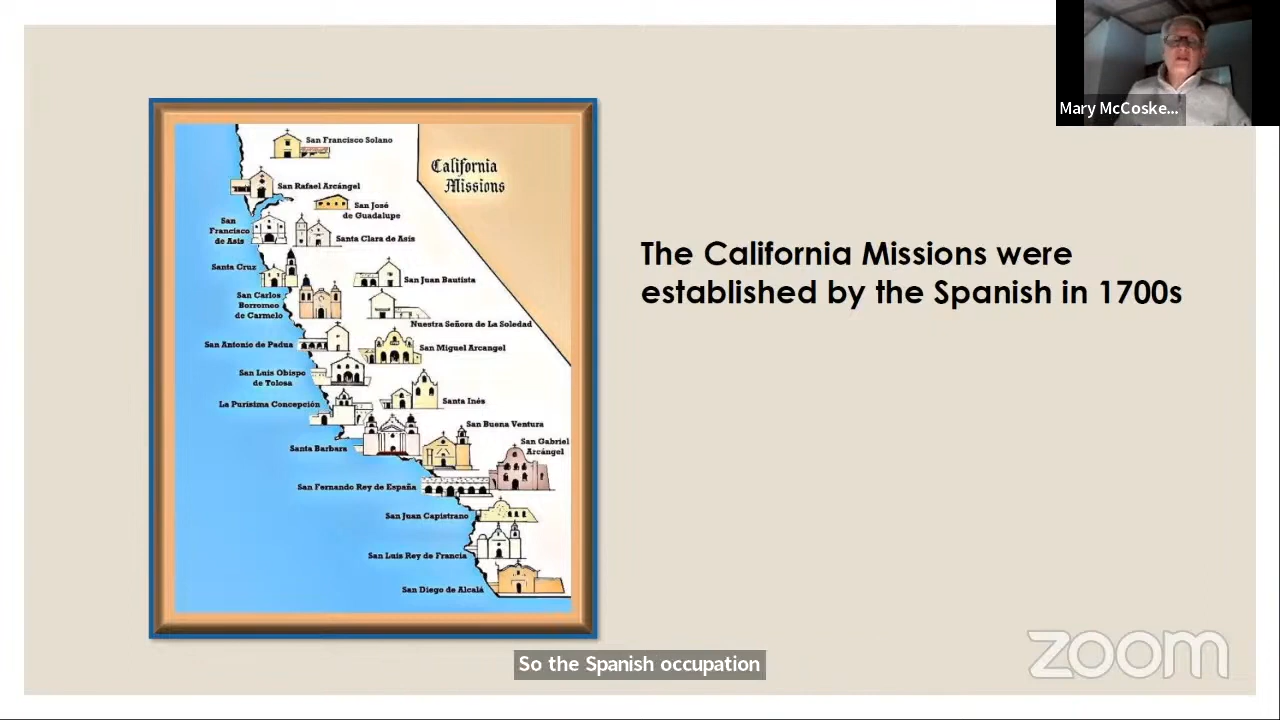 Mary McCoske...
San Francisco Solano
California
Missions
San Rafael Arcángel
San José
de Guadalupe
San
Francisco
de Asis
Santa Clara de Asis
Santa Cruz
San Juan Bautista
San Carlos
Borromeo
de Carmelo
Nuestra Señora de La Soledad
San Antonio de Padua
San Miguel Arcangel
San Luis Obispo
de Tolosa
Santa Inés
La Purísima Concepción
San Buena Ventura
San Gabriel
Arcángel
Santa Barbara
San Fernando Rey de España
San Juan Capistrano
San Luis Rey de Francia
San Diego de Alcalá
The California Missions were
established by the Spanish in 1700s
So the Spanish occupation
zoom